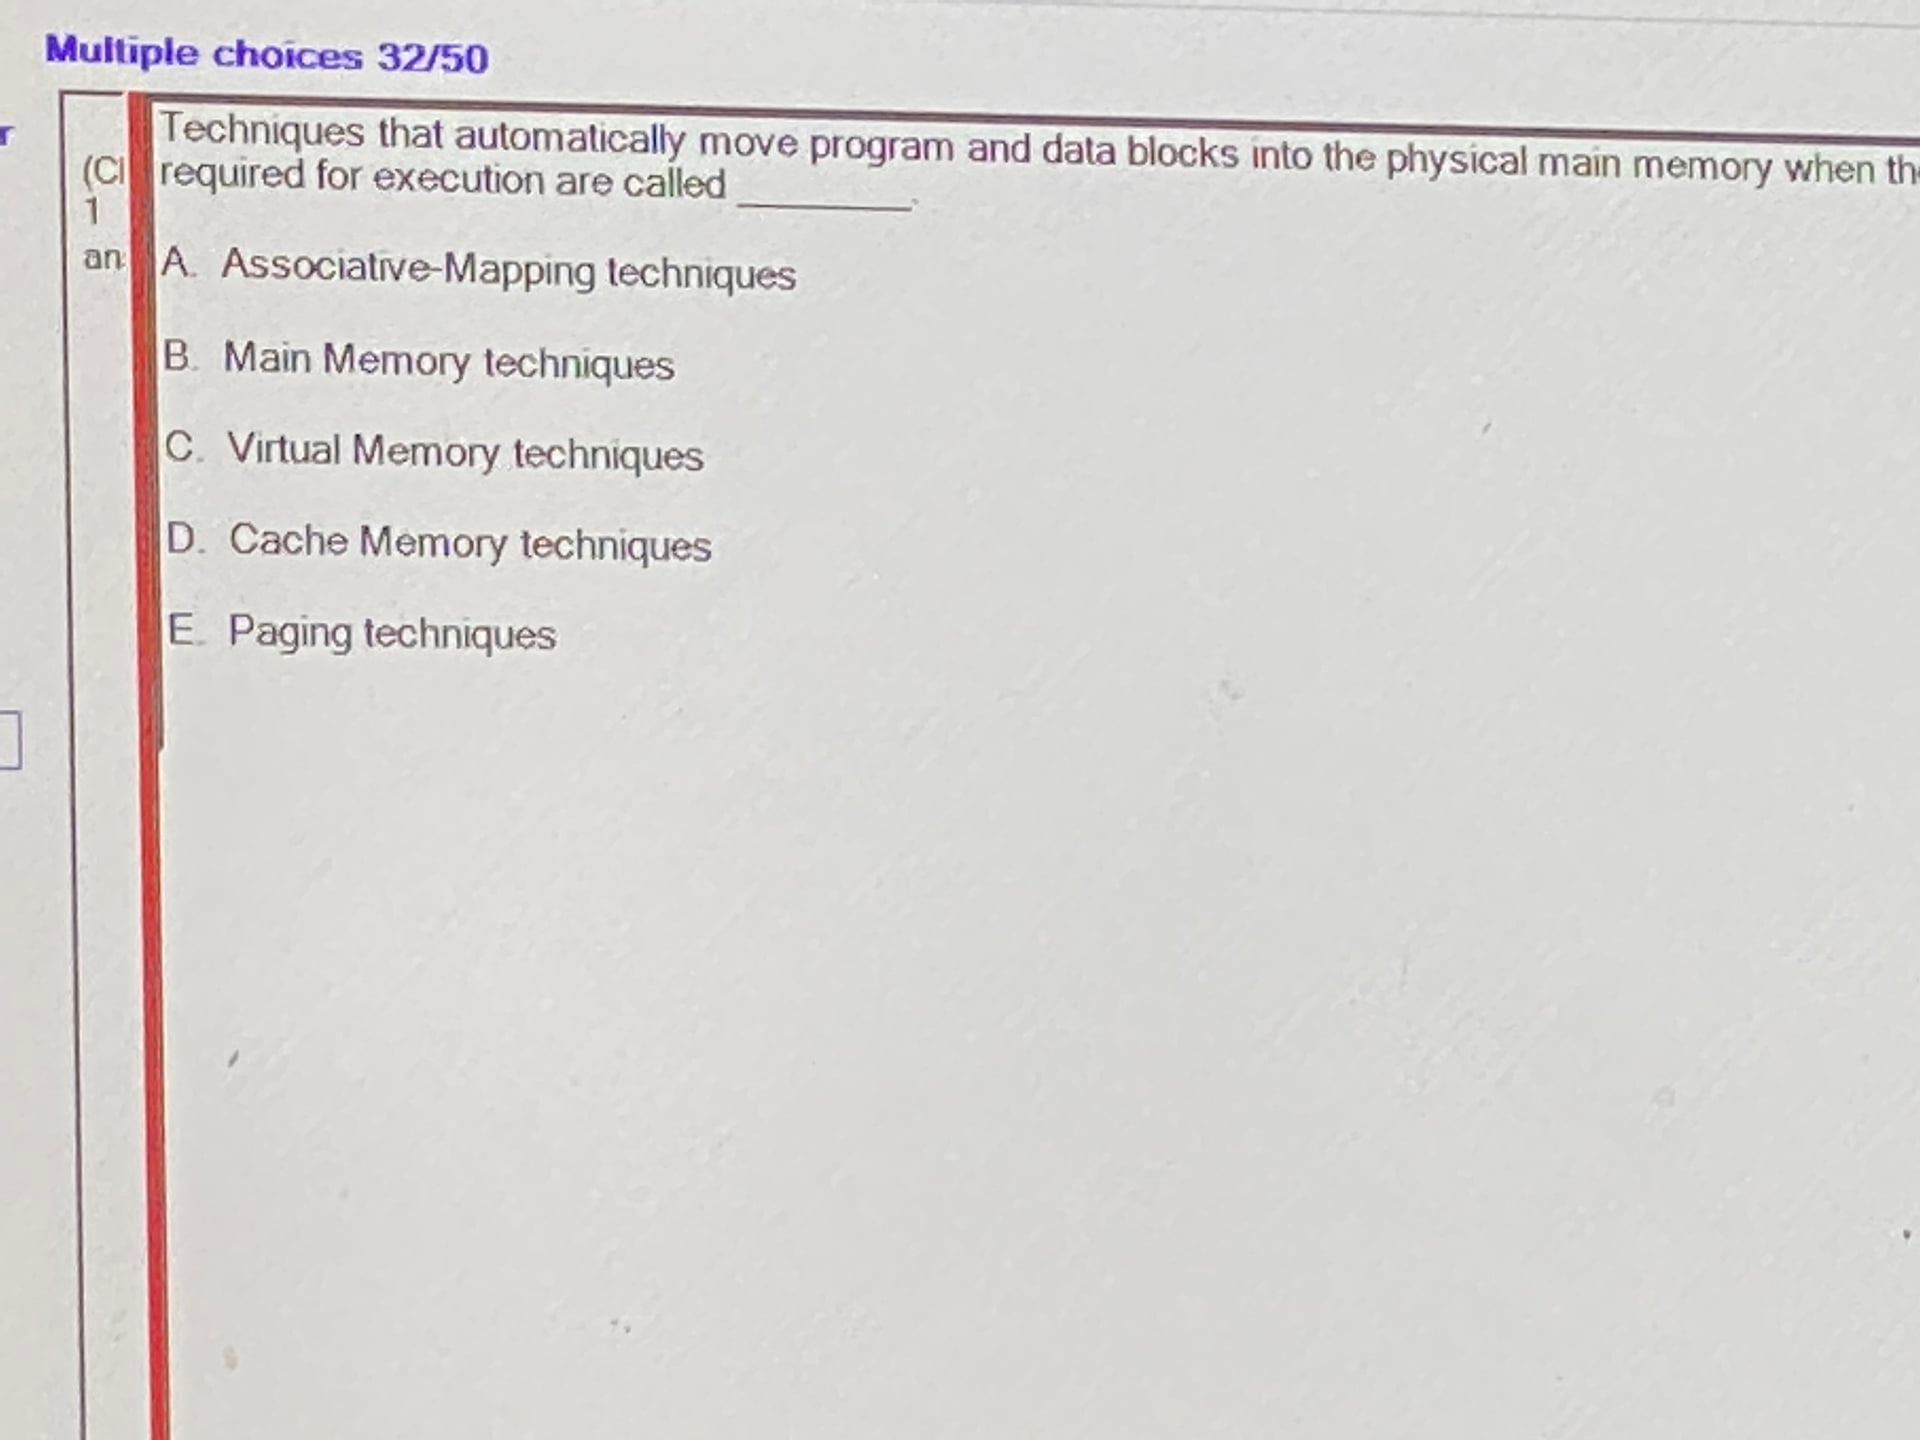 Multiple choices 32/50
Techniques that automatically move program and data blocks into the physical main memory when
required for execution are called ________.
(Cl
1
an
A. Associative-Mapping techniques
B. Main Memory techniques
C. Virtual Memory techniques
D. Cache Memory techniques
E. Paging techniques